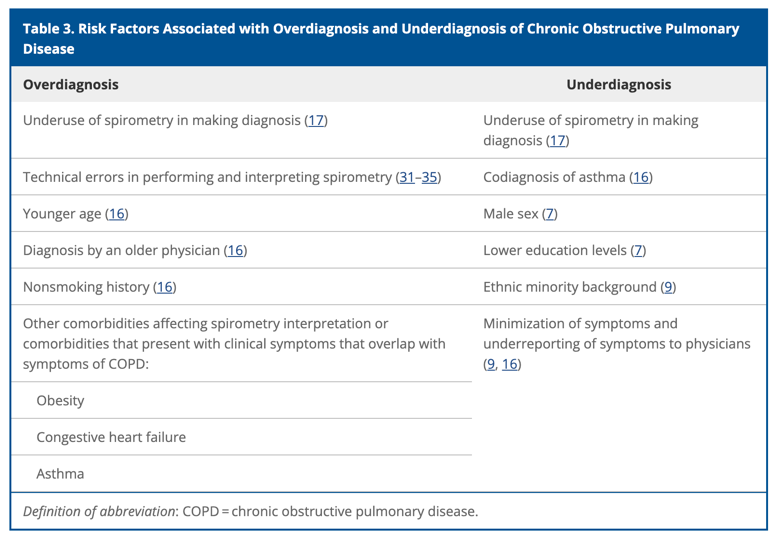 Table 3. Risk Factors Associated with Overdiagnosis and Underdiagnosis of Chronic Obstructive Pulmonary
Disease
Overdiagnosis
Underdiagnosis
Underuse of spirometry in making diagnosis (17)
Underuse of spirometry in making
diagnosis (17)
Technical errors in performing and interpreting spirometry (31–35)
Codiagnosis of asthma (16)
Younger age (16)
Male sex (7)
Diagnosis by an older physician (16)
Lower education levels (7)
Nonsmoking history (16)
Ethnic minority background (9)
Other comorbidities affecting spirometry interpretation or
comorbidities that present with clinical symptoms that overlap with
symptoms of COPD:
Minimization of symptoms and
underreporting of symptoms to physicians
(9, 16)
Obesity
Congestive heart failure
Asthma
Definition of abbreviation: COPD = chronic obstructive pulmonary disease.